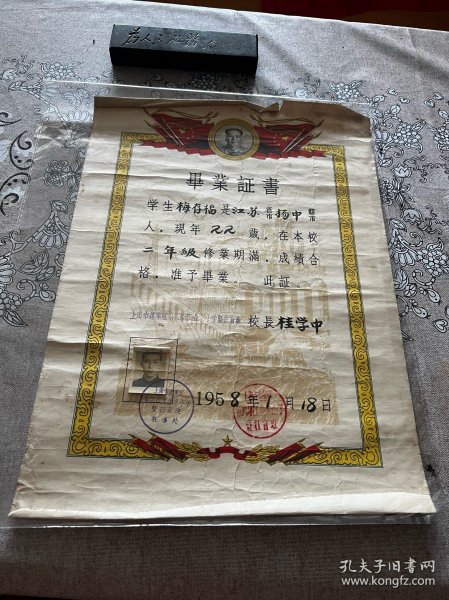 为人民服务
畢業証書
学生梅存福是江苏省揚中縣
人，現年22歲，在本校
二年級修業期滿，成績合
格，准予畢業。此証。
校長桂学中
1958年1月18日
孔夫子旧书网
www.kongfz.com